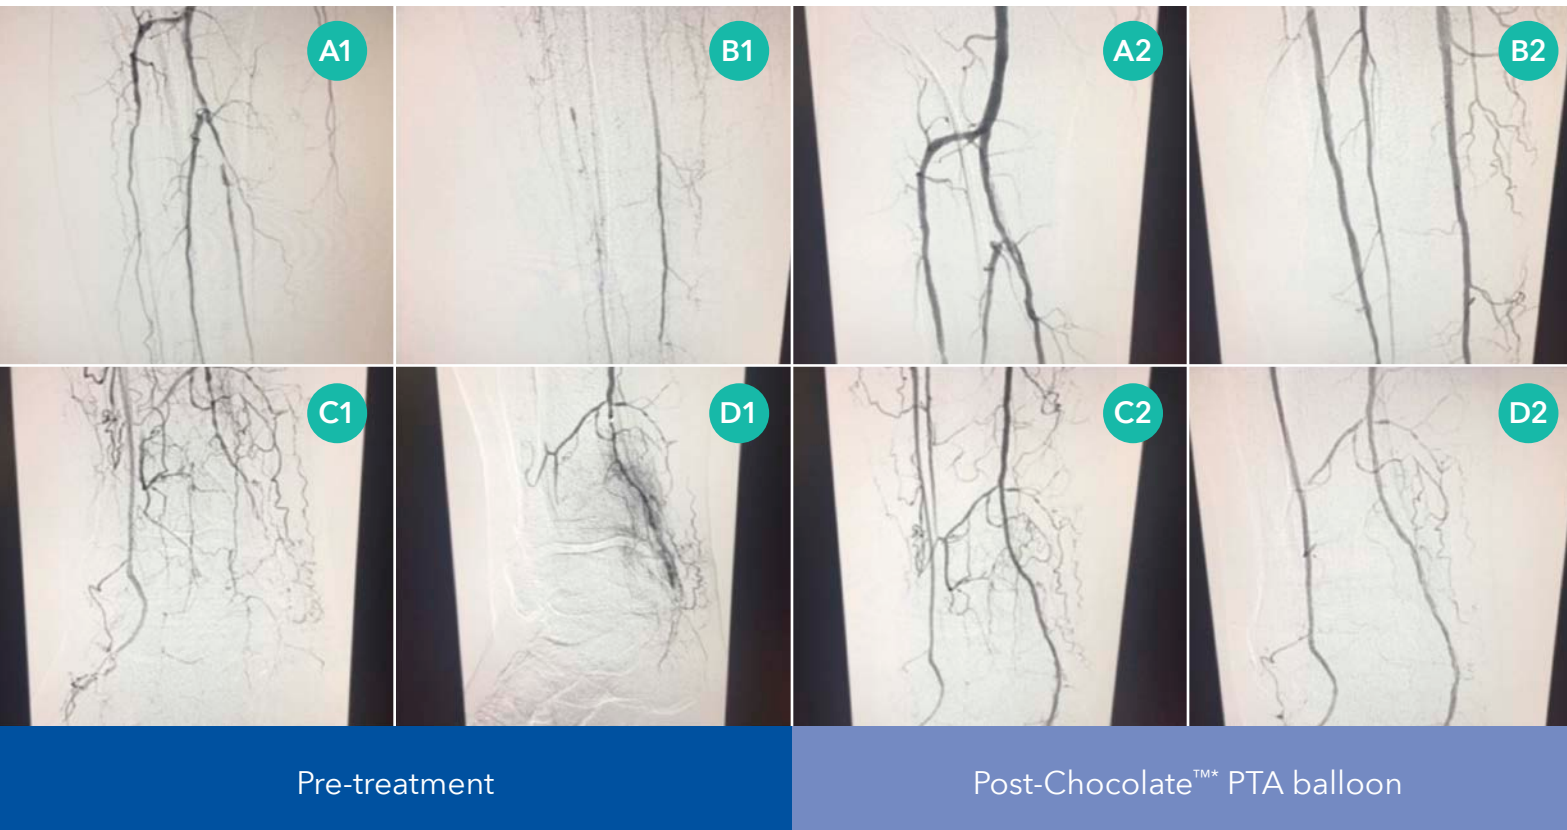 A1
B1
A2
B2
C1
D1
C2
D2
Pre-treatment
Post-Chocolate™* PTA balloon